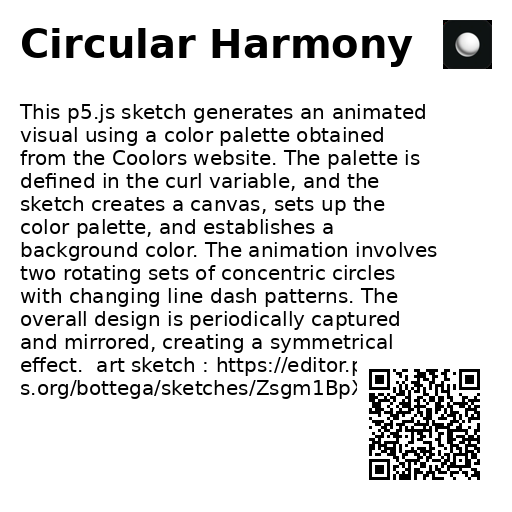 Circular Harmony
This p5.js sketch generates an animated
visual using a color palette obtained
from the Coolors website. The palette is
defined in the curl variable, and the
sketch creates a canvas, sets up the
color palette, and establishes a
background color. The animation involves
two rotating sets of concentric circles
with changing line dash patterns. The
overall design is periodically captured
and mirrored, creating a symmetrical
effect.  art sketch : https://editor.p
s.org/bottega/sketches/Zsgm1Bp